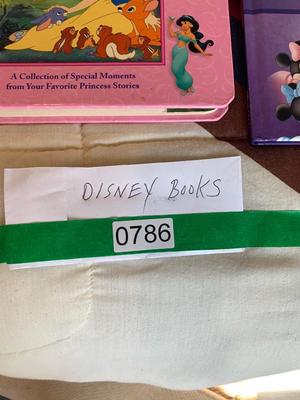 A Collection of Special Moments
from Your Favorite Princess Stories
DISNEY BOOKS
0786